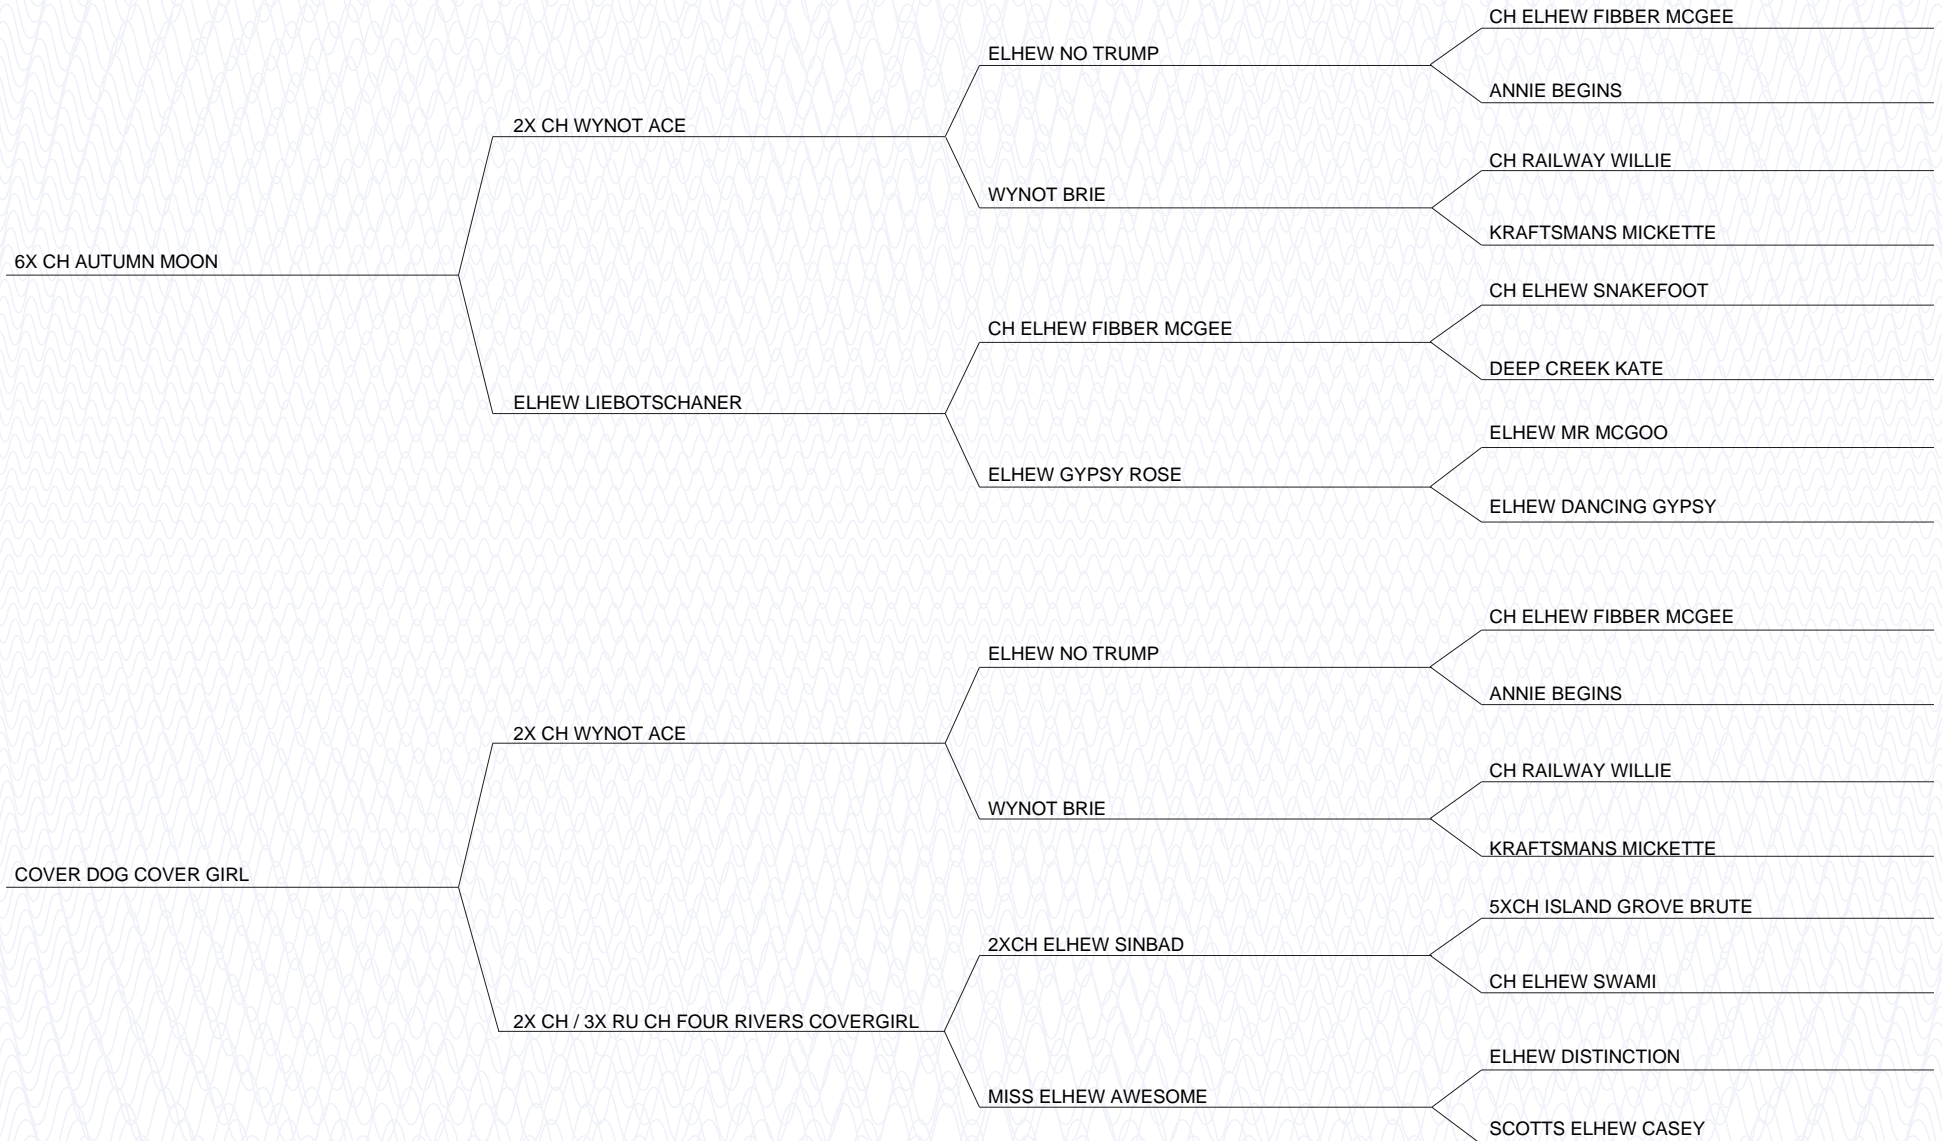 CH ELHEW FIBBER MCGEE
ELHEW NO TRUMP
ANNIE BEGINS
2X CH WYNOT ACE
CH RAILWAY WILLIE
WYNOT BRIE
KRAFTSMANS MICKETTE
6X CH AUTUMN MOON
CH ELHEW SNAKEFOOT
CH ELHEW FIBBER MCGEE
DEEP CREEK KATE
ELHEW LIEBOTSCHANER
ELHEW MR MCGOO
ELHEW GYPSY ROSE
ELHEW DANCING GYPSY
CH ELHEW FIBBER MCGEE
ELHEW NO TRUMP
ANNIE BEGINS
2X CH WYNOT ACE
CH RAILWAY WILLIE
WYNOT BRIE
KRAFTSMANS MICKETTE
COVER DOG COVER GIRL
5XCH ISLAND GROVE BRUTE
2XCH ELHEW SINBAD
CH ELHEW SWAMI
2X CH / 3X RU CH FOUR RIVERS COVERGIRL
ELHEW DISTINCTION
MISS ELHEW AWESOME
SCOTTS ELHEW CASEY